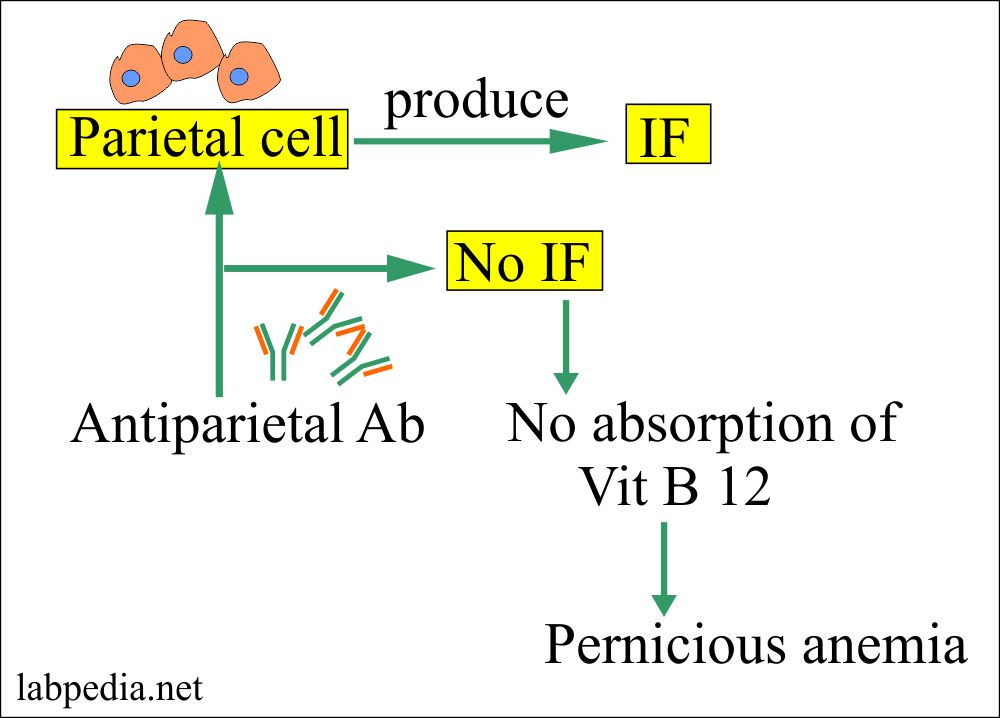 produce
Parietal cell
IF
No IF
Antiparietal Ab
No absorption of
Vit B 12
Pernicious anemia
labpedia.net